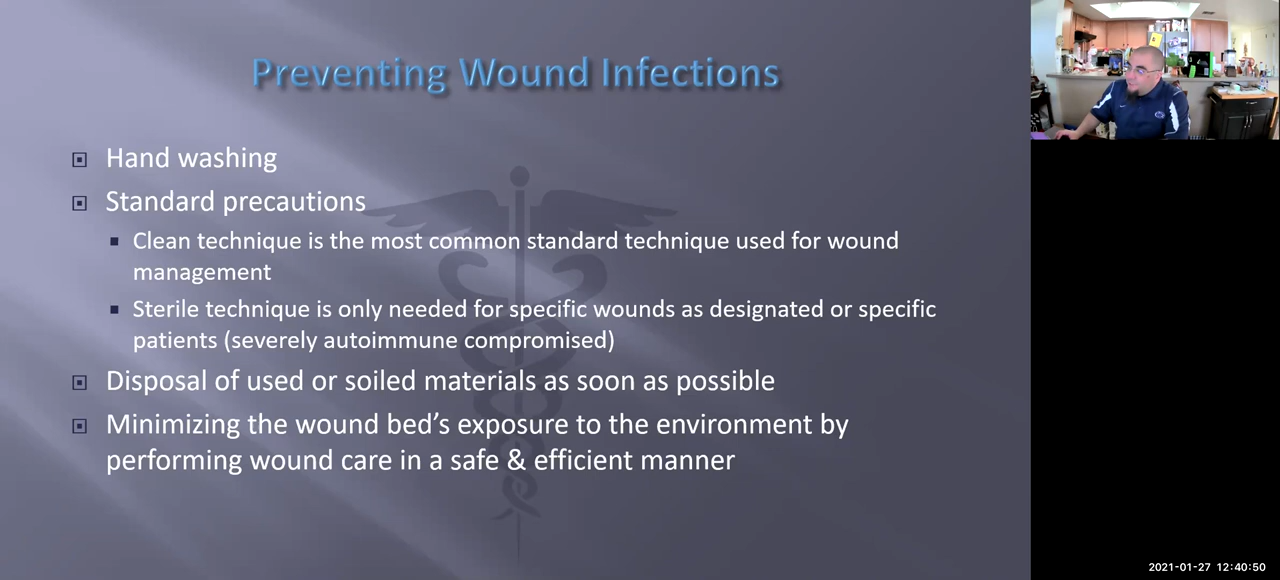 Preventing Wound Infections
Hand washing
Standard precautions
Clean technique is the most common standard technique used for wound
management
Sterile technique is only needed for specific wounds as designated or specific
patients (severely autoimmune compromised)
Disposal of used or soiled materials as soon as possible
Minimizing the wound bed’s exposure to the environment by
performing wound care in a safe & efficient manner
2021-01-27 12:40:50